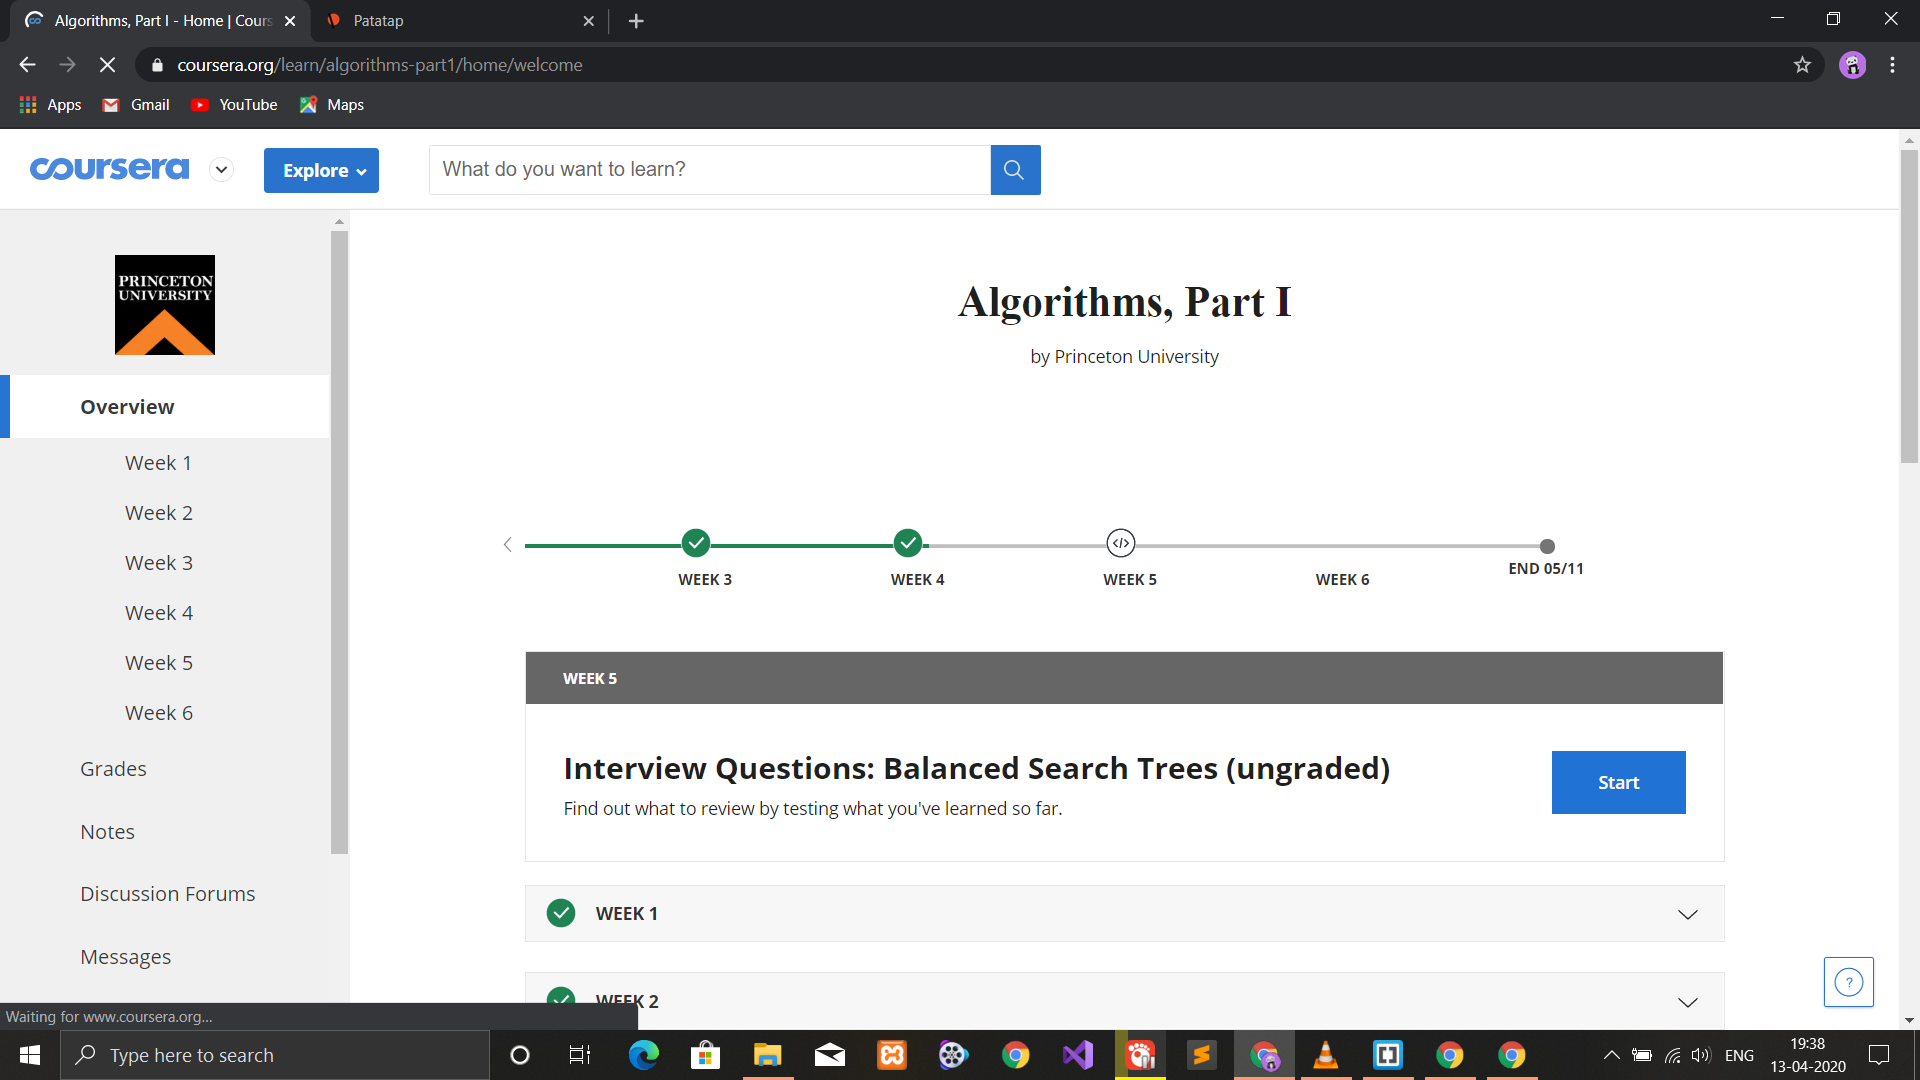 Algorithms, Part I - Home | Cours
Patatap
coursera.org/learn/algorithms-part1/home/welcome
Apps
Gmail
YouTube
Maps
coursera
Explore
What do you want to learn?
PRINCETON
UNIVERSITY
Overview
Week 1
Week 2
Week 3
Week 4
Week 5
Week 6
Grades
Notes
Discussion Forums
Messages
Algorithms, Part I
by Princeton University
WEEK 3
WEEK 4
WEEK 5
WEEK 6
END 05/11
WEEK 5
Interview Questions: Balanced Search Trees (ungraded)
Find out what to review by testing what you've learned so far.
Start
WEEK 1
WEEK 2
Waiting for www.coursera.org...
Type here to search
ENG
19:38
13-04-2020